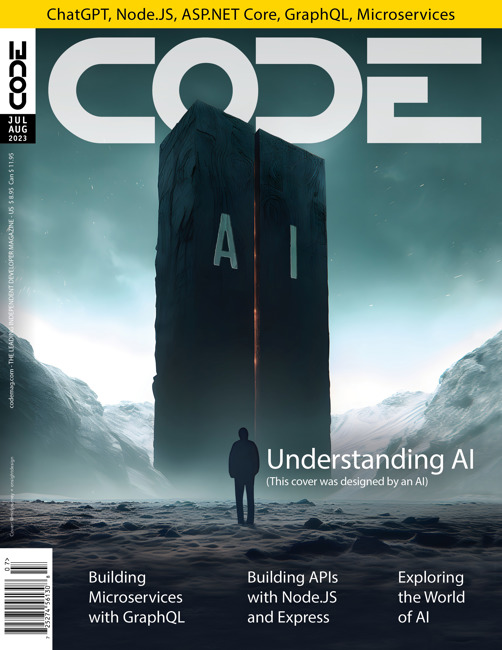 ChatGPT, Node.JS, ASP.NET Core, GraphQL, Microservices
CODE
CODE
JUL
AUG
2023
codemag.com - THE LEADING INDEPENDENT DEVELOPER MAGAZINE - US $ 8.95 Can $ 11.95
A I
Understanding AI
(This cover was designed by an AI)
Building
Microservices
with GraphQL
Building APIs
with Node.JS
and Express
Exploring
the World
of AI
07>